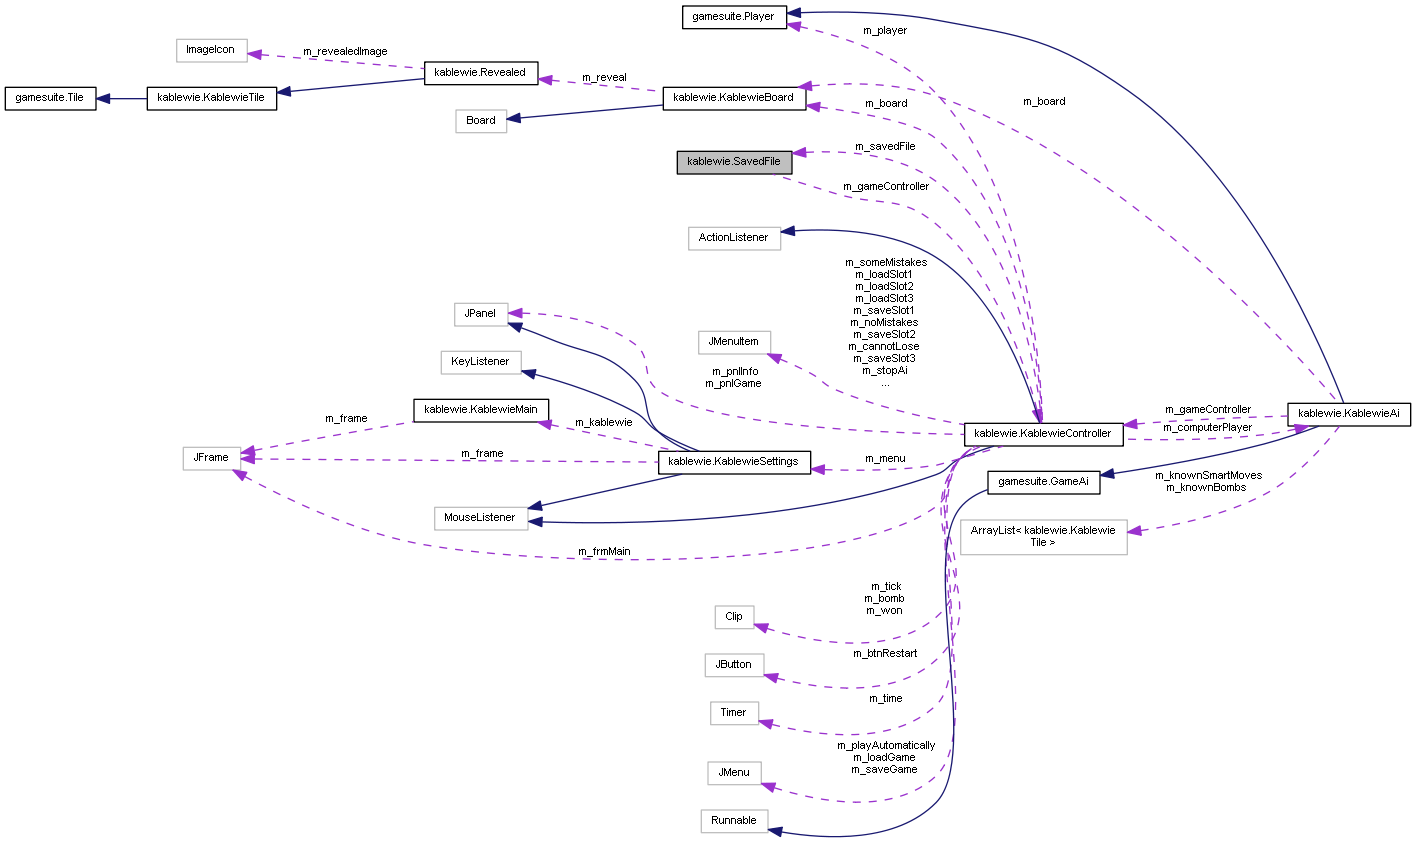 gamesuite.Player
m_player
ImageIcon
m_revealedImage
kablewie.Revealed
m_reveal
gamesuite.Tile
kablewie.KablewieTile
kablewie.KablewieBoard
m_board
m_board
Board
m_savedFile
kablewie.SavedFile
m_gameController
ActionListener
m_someMistakes
m_loadSlot1
m_loadSlot2
m_loadSlot3
m_saveSlot1
m_noMistakes
m_saveSlot2
m_cannotLose
m_saveSlot3
m_stopAi
...
JPanel
JMenuItem
KeyListener
m_pnlInfo
m_pnlGame
kablewie.KablewieMain
m_frame
m_kablewie
kablewie.KablewieAi
m_gameController
m_computerPlayer
kablewie.KablewieController
JFrame
m_frame
kablewie.KablewieSettings
m_menu
gamesuite.GameAi
m_knownSmartMoves
m_knownBombs
MouseListener
ArrayList< kablewie.Kablewie
Tile >
m_frmMain
m_tick
m_bomb
m_won
Clip
m_btnRestart
JButton
m_time
Timer
m_playAutomatically
m_loadGame
m_saveGame
JMenu
Runnable